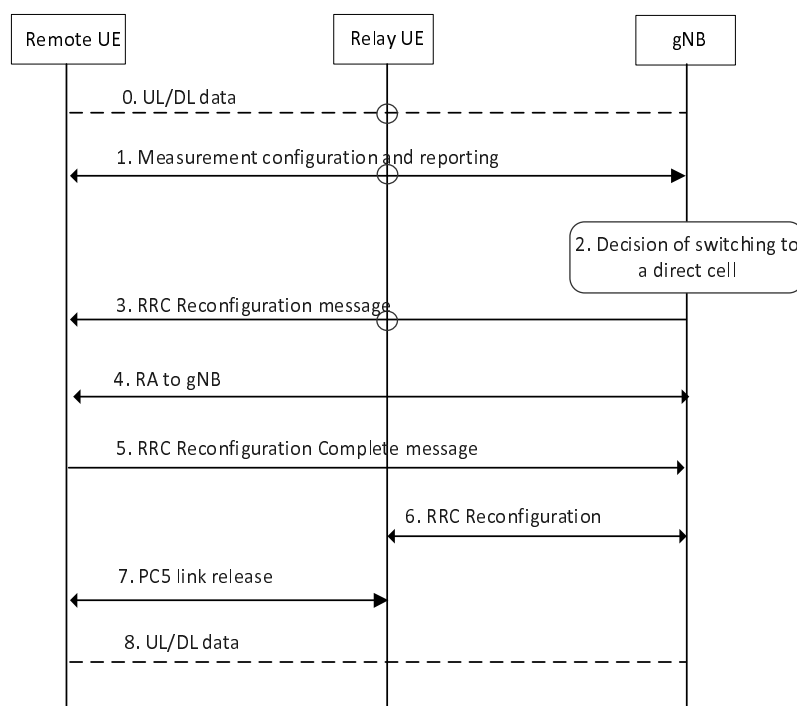 Remote UE
Relay UE
gNB
0. UL/DL data
1. Measurement configuration and reporting
2. Decision of switching to
a direct cell
3. RRC Reconfiguration message
4. RA to gNB
5. RRC Reconfiguration Complete message
6. RRC Reconfiguration
7. PC5 link release
8. UL/DL data